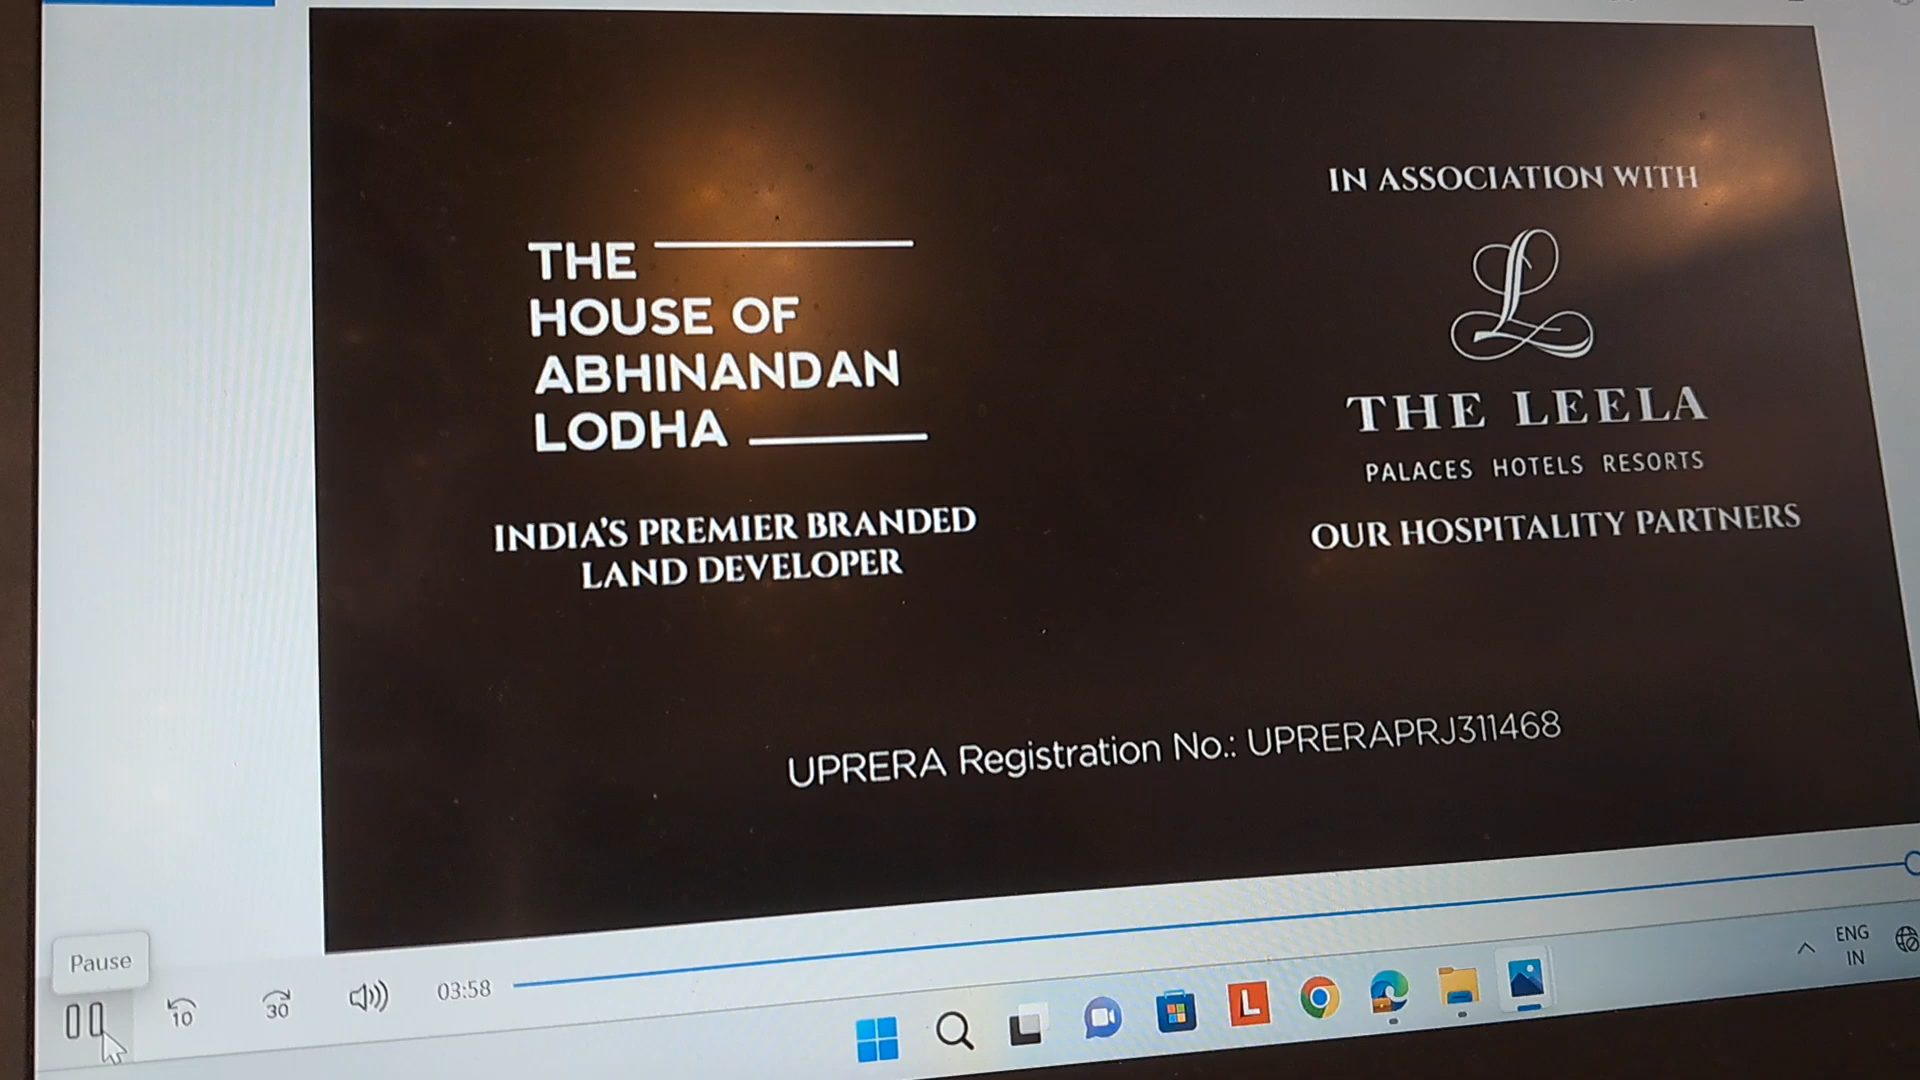 THE
HOUSE OF
ABHINANDAN
LODHA
INDIA'S PREMIER BRANDED
LAND DEVELOPER
IN ASSOCIATION WITH
L
THE LEELA
PALACES HOTELS RESORTS
OUR HOSPITALITY PARTNERS
UPRERA Registration No.: UPRERAPRJ311468
Pause
10
30
03:58
L
ENG
IN